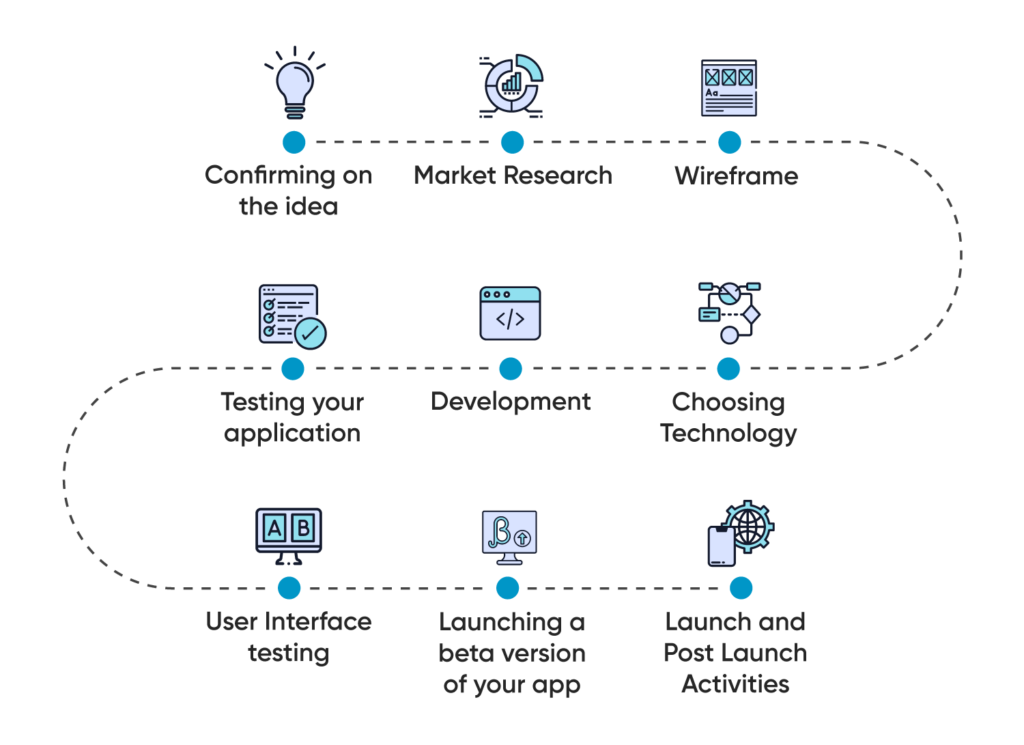 Confirming on
the idea
Market Research
Aa
Wireframe
Choosing
Technology
</>
Development
Testing your
application
A B
User Interface
testing
β
Launching a
beta version
of your app
Launch and
Post Launch
Activities